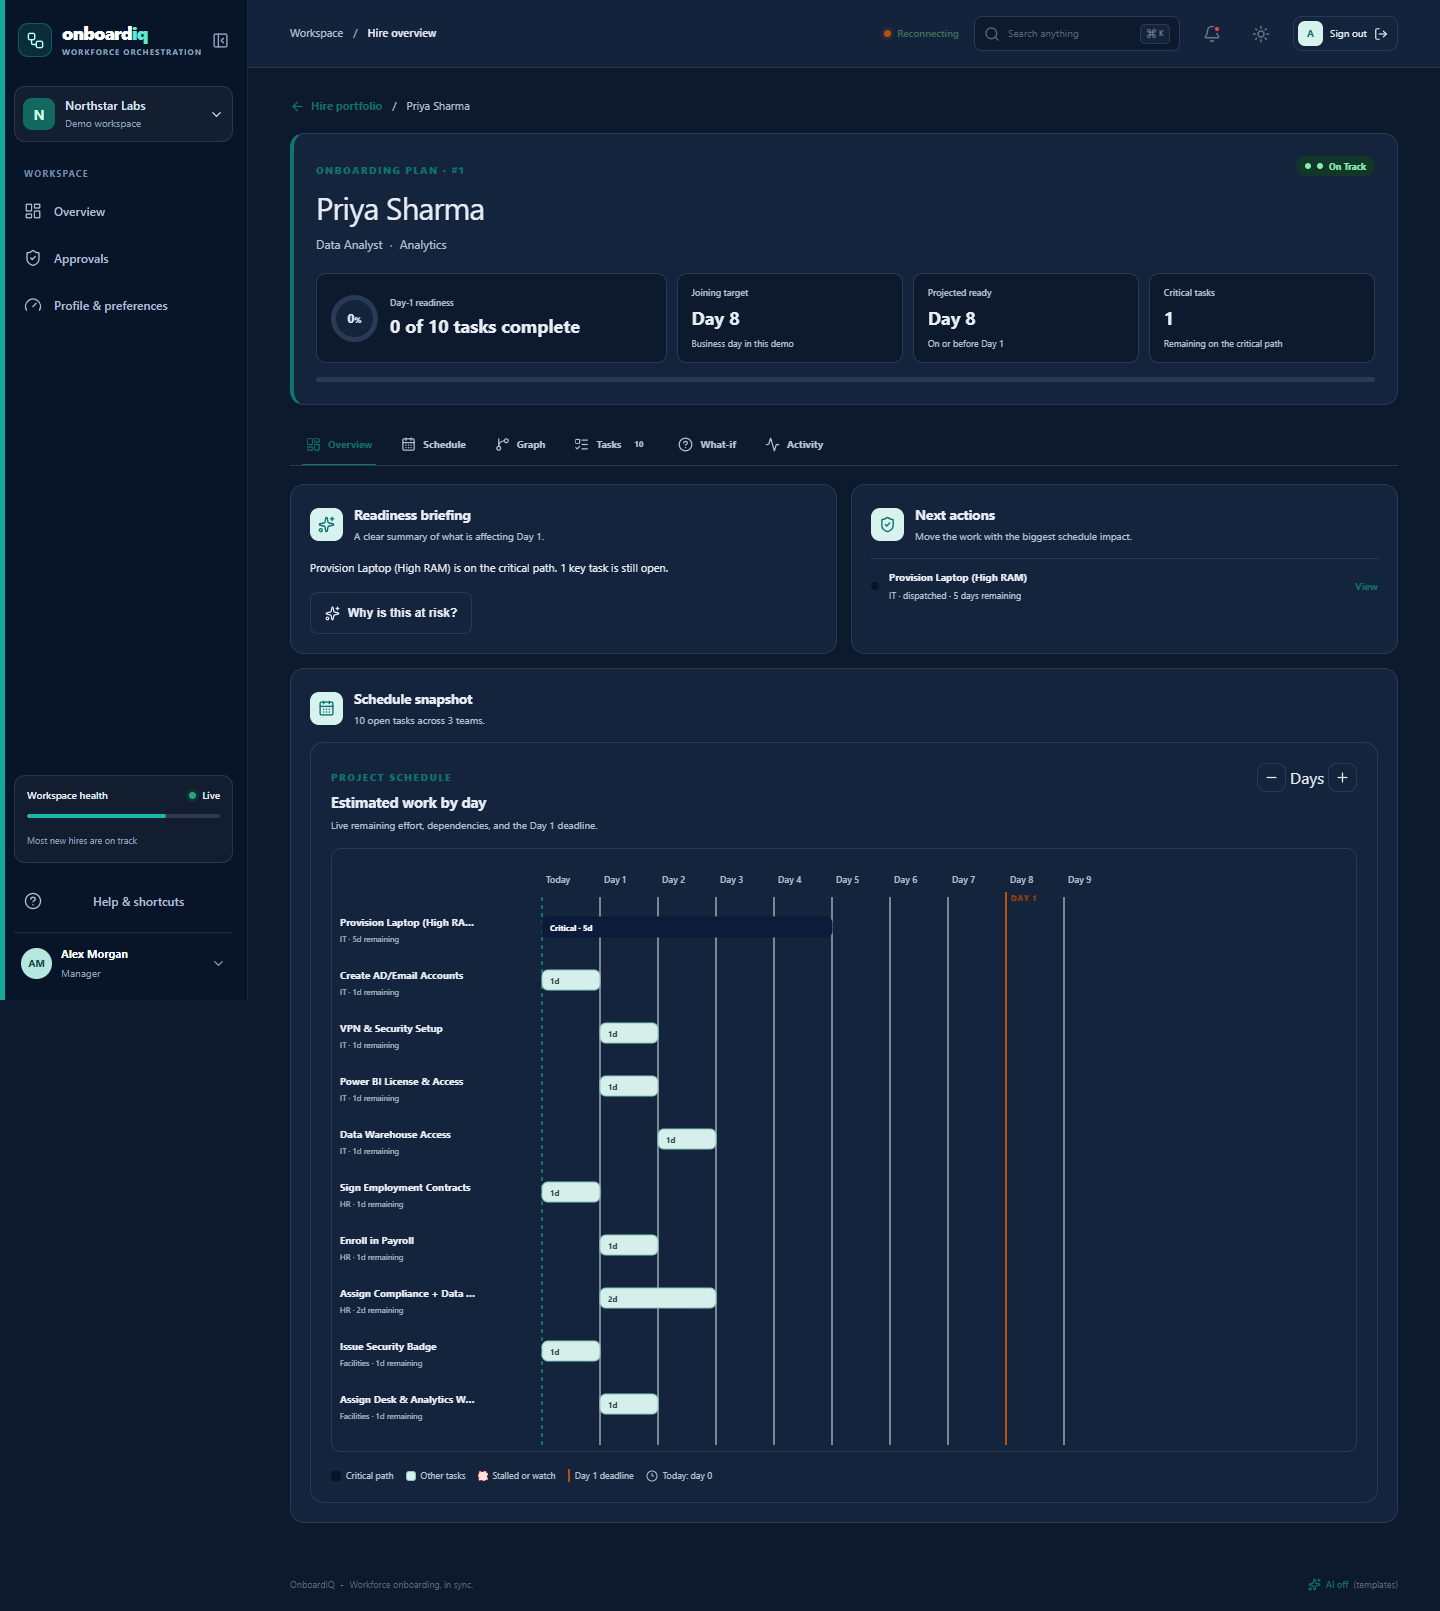 onboardiq
WORKFORCE ORCHESTRATION
N
Northstar Labs
Demo workspace
WORKSPACE
Overview
Approvals
Profile & preferences
Workspace health
Live
Most new hires are on track
Help & shortcuts
AM
Alex Morgan
Manager
Workspace / Hire overview
Reconnecting
Search anything
⌘ K
A
Sign out
Hire portfolio / Priya Sharma
ONBOARDING PLAN · #1
On Track
Priya Sharma
Data Analyst · Analytics
0%
Day-1 readiness
0 of 10 tasks complete
Joining target
Day 8
Business day in this demo
Projected ready
Day 8
On or before Day 1
Critical tasks
1
Remaining on the critical path
Overview
Schedule
Graph
Tasks 10
What-if
Activity
Readiness briefing
A clear summary of what is affecting Day 1.
Provision Laptop (High RAM) is on the critical path. 1 key task is still open.
Why is this at risk?
Next actions
Move the work with the biggest schedule impact.
Provision Laptop (High RAM)
IT · dispatched · 5 days remaining
View
Schedule snapshot
10 open tasks across 3 teams.
PROJECT SCHEDULE
Estimated work by day
Live remaining effort, dependencies, and the Day 1 deadline.
− Days +
Today Day 1 Day 2 Day 3 Day 4 Day 5 Day 6 Day 7 Day 8 Day 9
DAY 1
Provision Laptop (High RA...
IT · 5d remaining
Critical · 5d
Create AD/Email Accounts
IT · 1d remaining
1d
VPN & Security Setup
IT · 1d remaining
1d
Power BI License & Access
IT · 1d remaining
1d
Data Warehouse Access
IT · 1d remaining
1d
Sign Employment Contracts
HR · 1d remaining
1d
Enroll in Payroll
HR · 1d remaining
1d
Assign Compliance + Data ...
HR · 2d remaining
2d
Issue Security Badge
Facilities · 1d remaining
1d
Assign Desk & Analytics W...
Facilities · 1d remaining
1d
Critical path
Other tasks
Stalled or watch
Day 1 deadline
Today: day 0
OnboardIQ · Workforce onboarding, in sync.
AI off (templates)